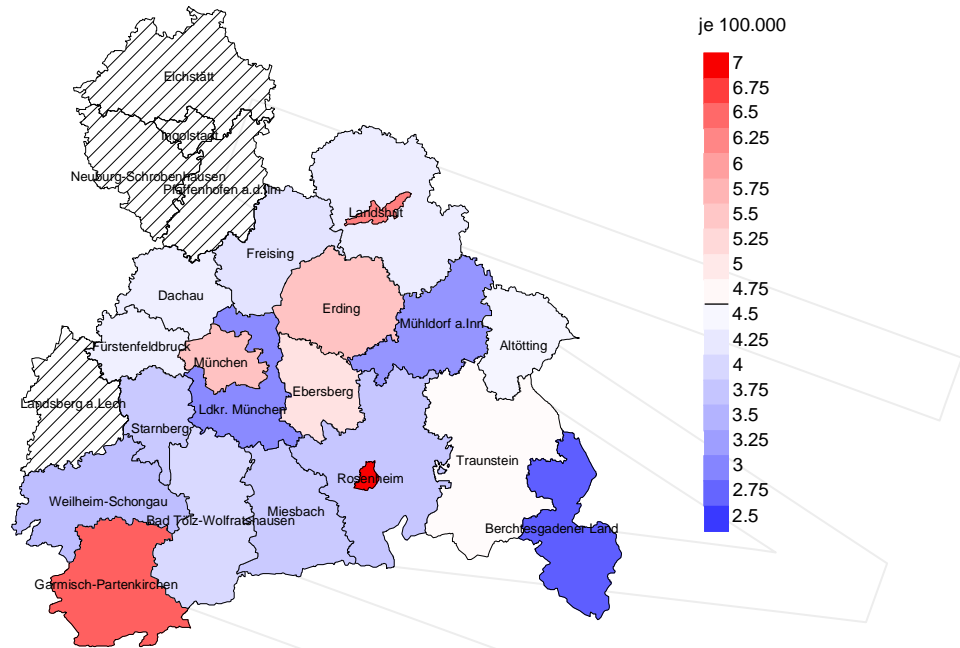 je 100.000
7
6.75
6.5
6.25
6
5.75
5.5
5.25
5
4.75
4.5
4.25
4
3.75
3.5
3.25
3
2.75
2.5
Eichstätt
Ingolstadt
Neuburg-Schrobenhausen
Pfaffenhofen a.d.Ilm
Landshut
Freising
Dachau
Erding
Mühldorf a.Inn
Altötting
Fürstenfeldbruck
München
Ebersberg
Landsberg a.Lech
Ldkr. München
Starnberg
Traunstein
Rosenheim
Weilheim-Schongau
Miesbach
Bad Tölz-Wolfratshausen
Berchtesgadener Land
Garmisch-Partenkirchen